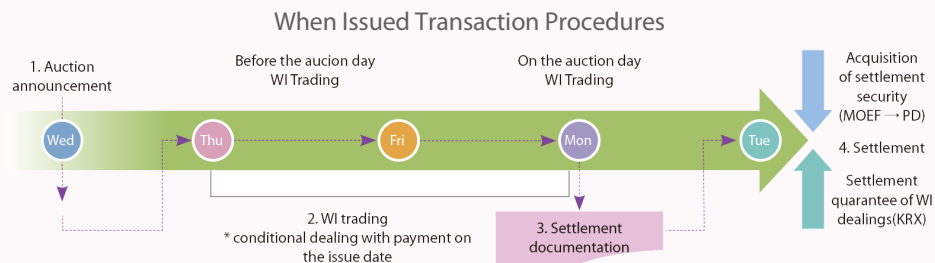 When Issued Transaction Procedures
1. Auction
announcement
Before the aucion day
WI Trading
On the auction day
WI Trading
Wed
Thu
Fri
Mon
Tue
2. WI trading
* conditional dealing with payment on
the issue date
3. Settlement
documentation
Acquisition
of settlement
security
(MOEF → PD)
4. Settlement
Settlement
quarantee of WI
dealings(KRX)